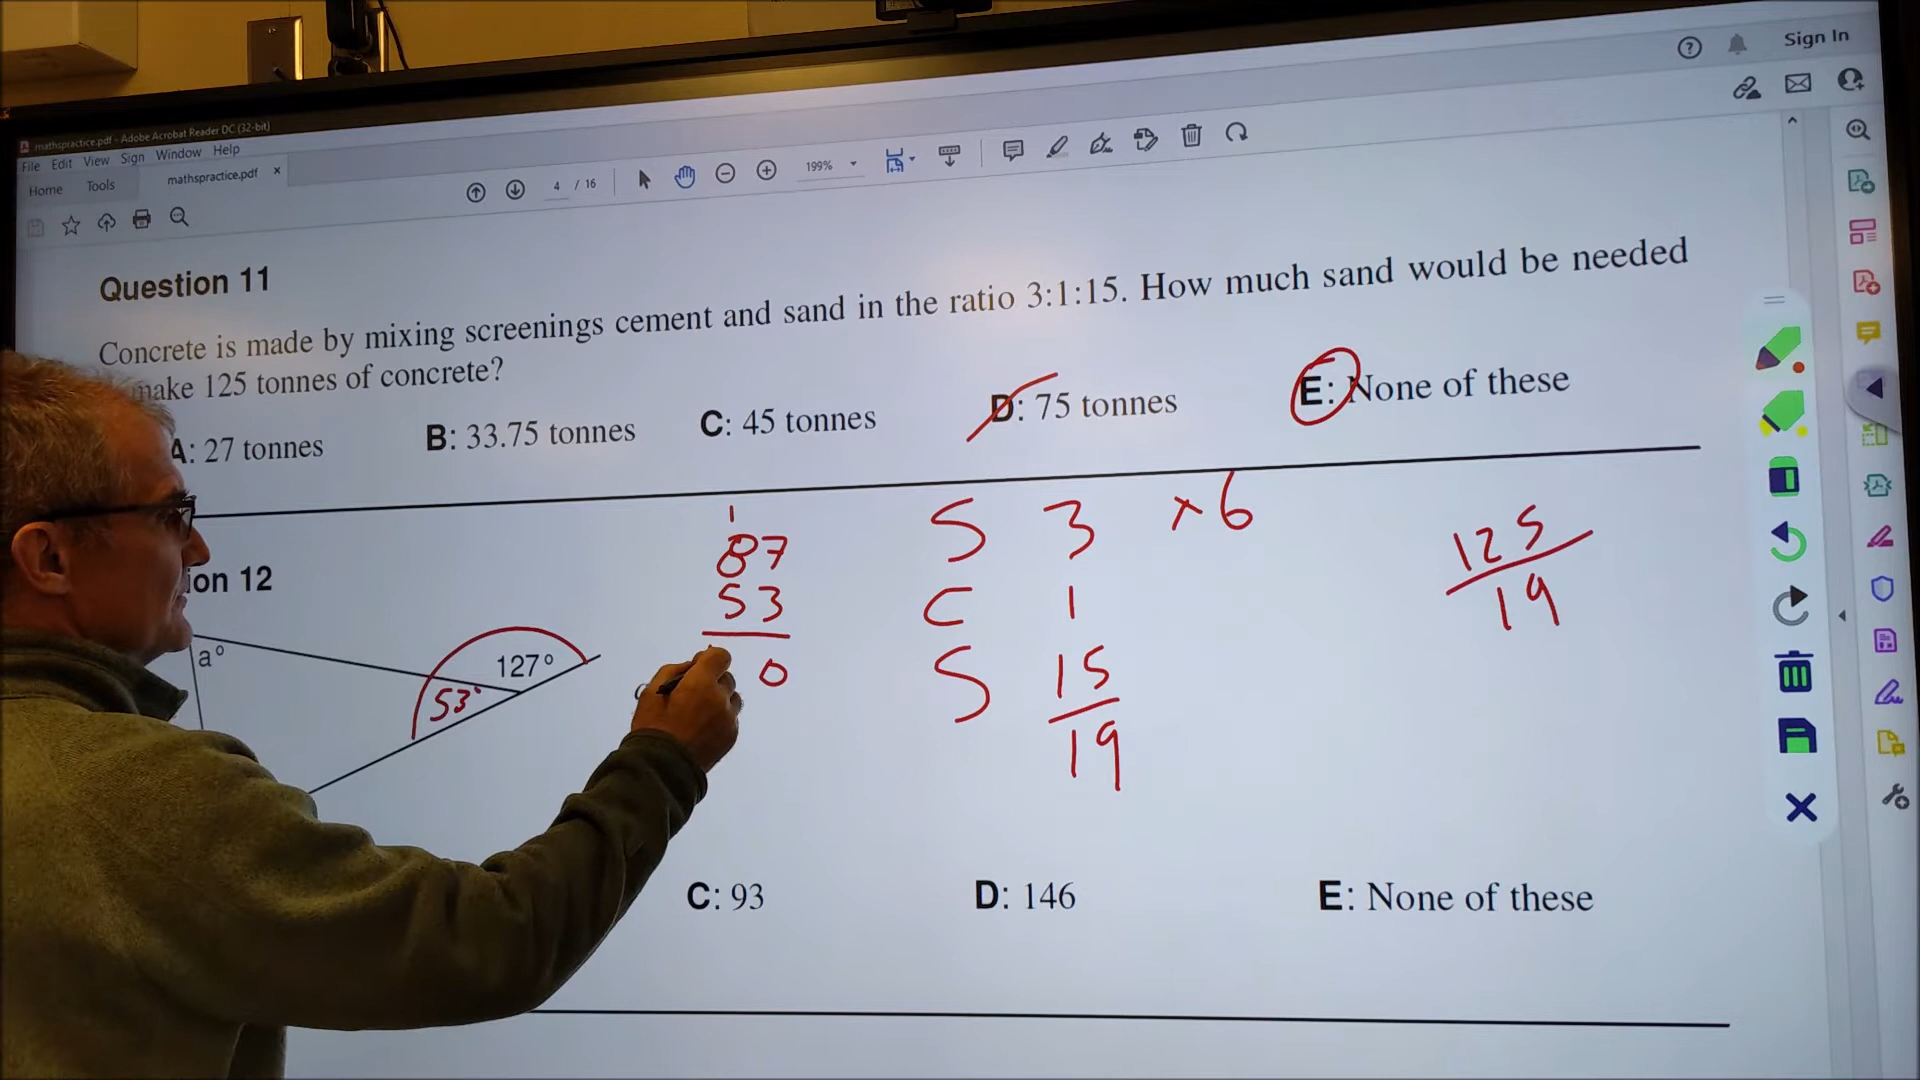 mathspractice.pdf - Adobe Acrobat Reader DC (32-bit)
File Edit View Sign Window Help
Home Tools mathspractice.pdf ×
4 / 16 199%
Sign In
Question 11
Concrete is made by mixing screenings cement and sand in the ratio 3:1:15. How much sand would be needed
make 125 tonnes of concrete?
A: 27 tonnes B: 33.75 tonnes C: 45 tonnes D: 75 tonnes E: None of these
ion 12
a° 127°
53°
1
87
53
0
S 3 × 6
C 1
S 15
19
125
19
C: 93 D: 146 E: None of these